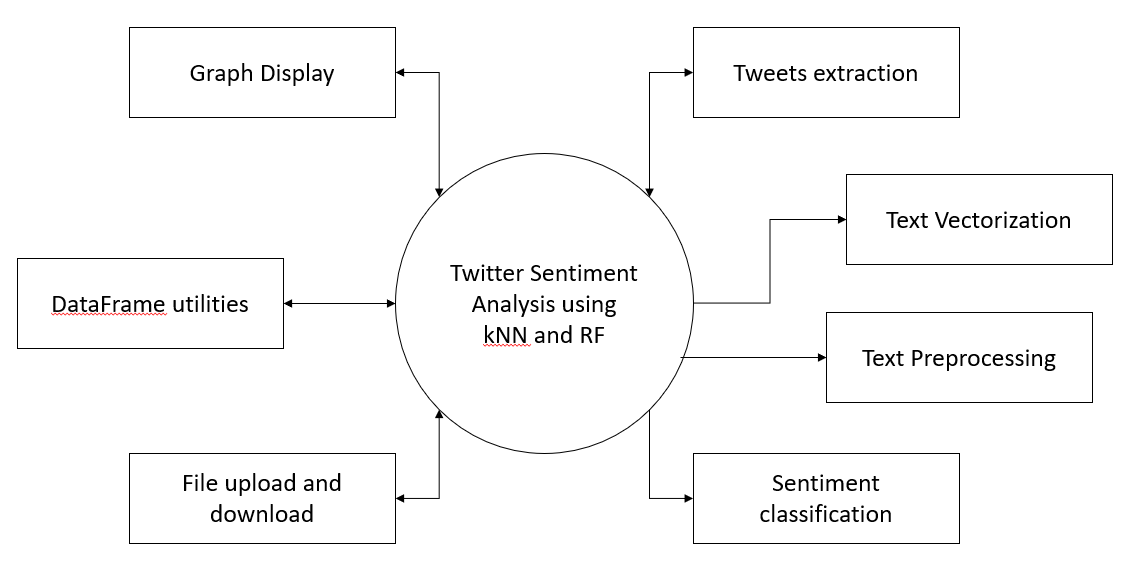 Graph Display
Tweets extraction
Text Vectorization
Twitter Sentiment
Analysis using
kNN and RF
DataFrame utilities
Text Preprocessing
File upload and
download
Sentiment
classification